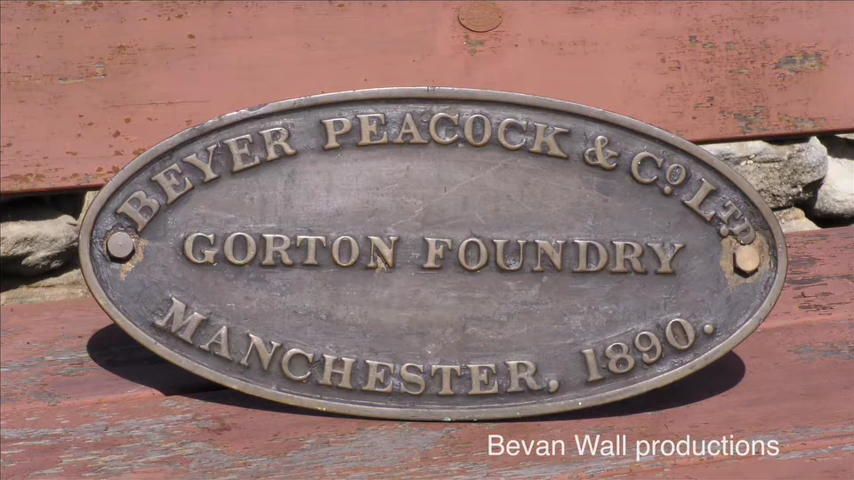 BEYER PEACOCK & Co LTD
GORTON FOUNDRY
MANCHESTER, 1890.
Bevan Wall productions